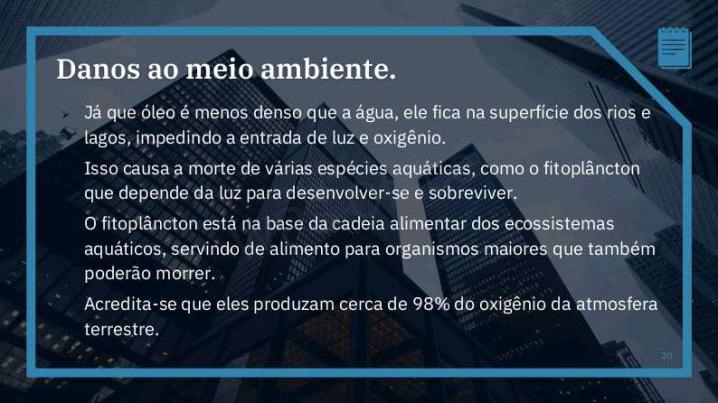 Danos ao meio ambiente.
Já que óleo é menos denso que a água, ele fica na superfície dos rios e
lagos, impedindo a entrada de luz e oxigênio.
Isso causa a morte de várias espécies aquáticas, como o fitoplâncton
que depende da luz para desenvolver-se e sobreviver.
O fitoplâncton está na base da cadeia alimentar dos ecossistemas
aquáticos, servindo de alimento para organismos maiores que também
poderão morrer.
Acredita-se que eles produzam cerca de 98% do oxigênio da atmosfera
terrestre.
20